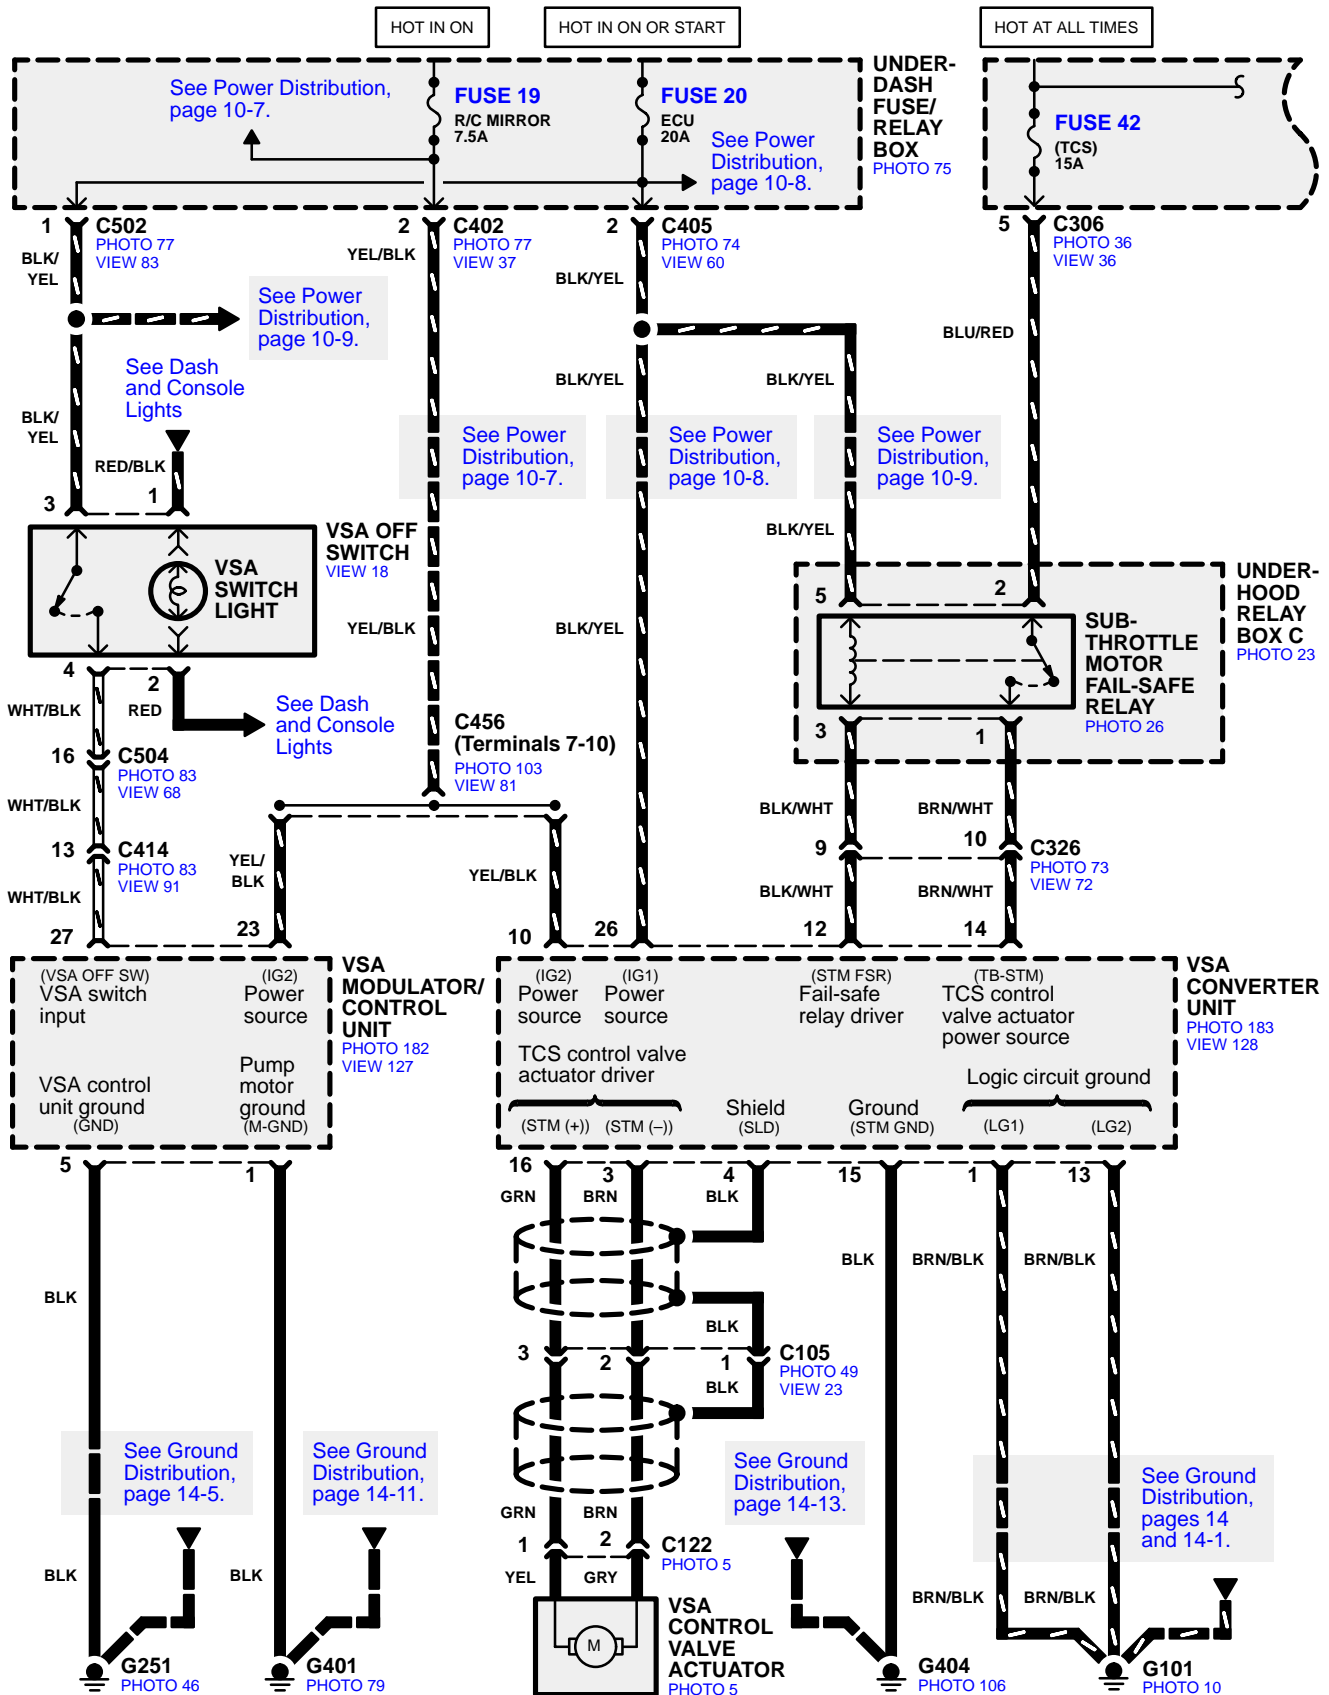 HOT IN ON
HOT IN ON OR START
HOT AT ALL TIMES
See Power Distribution,
page 10-7.
FUSE 19
R/C MIRROR
7.5A
FUSE 20
ECU
20A
See Power
Distribution,
page 10-8.
UNDER-
DASH
FUSE/
RELAY
BOX
PHOTO 75
FUSE 42
(TCS)
15A
1
C502
PHOTO 77
VIEW 83
BLK/
YEL
2
C402
PHOTO 77
VIEW 37
YEL/BLK
2
C405
PHOTO 74
VIEW 60
BLK/YEL
5
C306
PHOTO 36
VIEW 36
BLU/RED
See Power
Distribution,
page 10-9.
See Dash
and Console
Lights
BLK/
YEL
RED/BLK
BLK/YEL
BLK/YEL
See Power
Distribution,
page 10-7.
See Power
Distribution,
page 10-8.
See Power
Distribution,
page 10-9.
3
1
BLK/YEL
VSA OFF
SWITCH
VIEW 18
VSA
SWITCH
LIGHT
YEL/BLK
BLK/YEL
5
2
UNDER-
HOOD
RELAY
BOX C
PHOTO 23
SUB-
THROTTLE
MOTOR
FAIL-SAFE
RELAY
PHOTO 26
4
2
WHT/BLK
RED
See Dash
and Console
Lights
3
1
C456
(Terminals 7-10)
PHOTO 103
VIEW 81
16
C504
PHOTO 83
VIEW 68
WHT/BLK
BLK/WHT
BRN/WHT
13
C414
PHOTO 83
VIEW 91
YEL/
BLK
YEL/BLK
9
10
C326
PHOTO 73
VIEW 72
WHT/BLK
BLK/WHT
BRN/WHT
27
23
10
26
12
14
(VSA OFF SW)
VSA switch
input
(IG2)
Power
source
VSA
MODULATOR/
CONTROL
UNIT
PHOTO 182
VIEW 127
(IG2)
Power
source
(IG1)
Power
source
(STM FSR)
Fail-safe
relay driver
(TB-STM)
TCS control
valve actuator
power source
VSA
CONVERTER
UNIT
PHOTO 183
VIEW 128
VSA control
unit ground
(GND)
Pump
motor
ground
(M-GND)
TCS control valve
actuator driver
(STM (+))
(STM (–))
Shield
(SLD)
Ground
(STM GND)
Logic circuit ground
(LG1)
(LG2)
5
1
16
3
4
15
1
13
GRN
BRN
BLK
BLK
BRN/BLK
BRN/BLK
BLK
BLK
3
2
1
C105
PHOTO 49
VIEW 23
BLK
See Ground
Distribution,
page 14-5.
See Ground
Distribution,
page 14-11.
See Ground
Distribution,
page 14-13.
See Ground
Distribution,
pages 14
and 14-1.
GRN
BRN
1
2
C122
PHOTO 5
BLK
BLK
YEL
GRY
BRN/BLK
BRN/BLK
M
VSA
CONTROL
VALVE
ACTUATOR
PHOTO 5
G251
PHOTO 46
G401
PHOTO 79
G404
PHOTO 106
G101
PHOTO 10